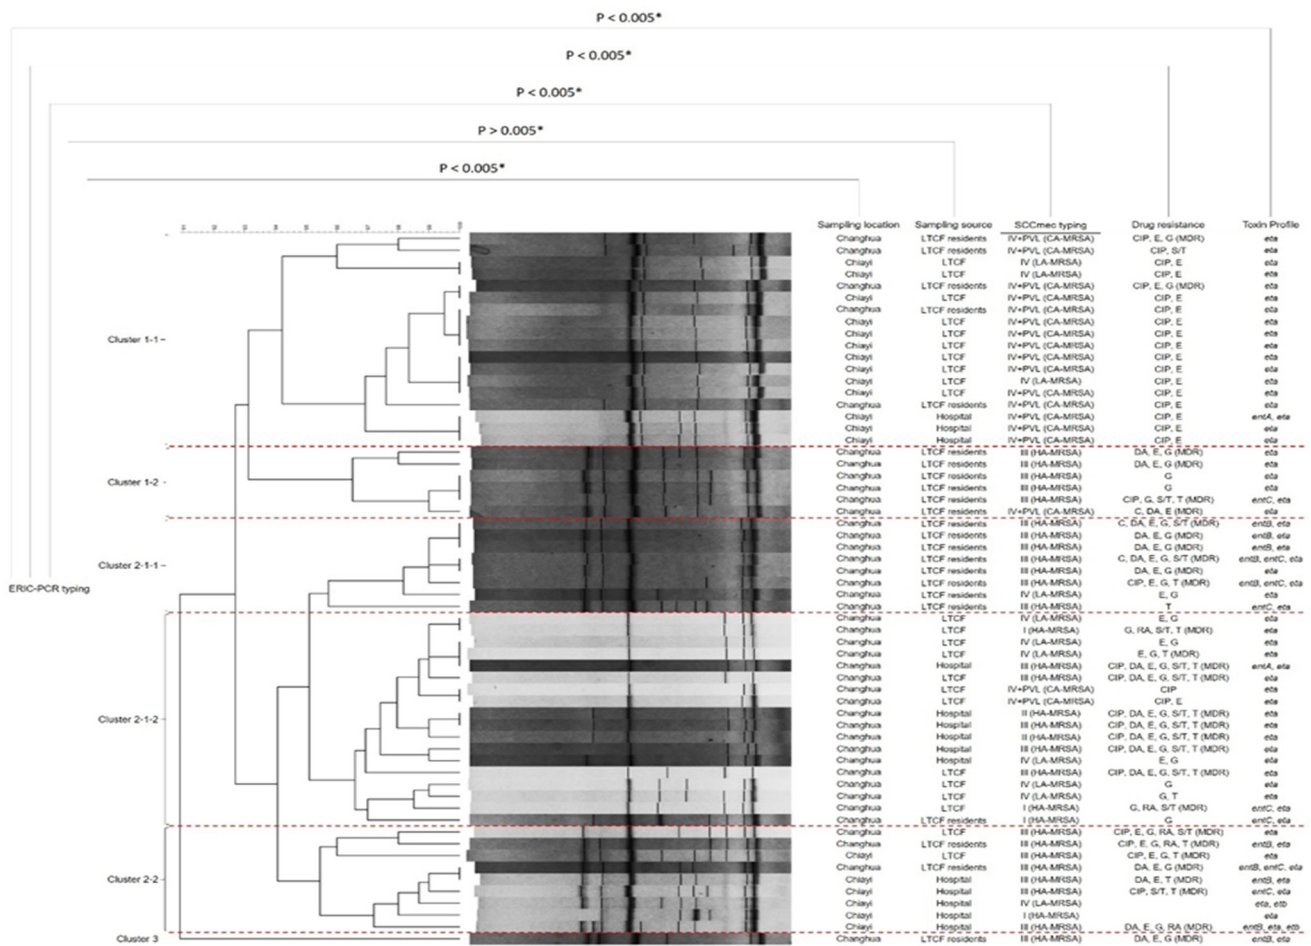 P < 0.005*
P < 0.005*
P < 0.005*
P > 0.005*
P < 0.005*
Sampling location Sampling source SCCmec typing Drug resistance Toxin Profile
Changhua LTCF residents IV+PVL (CA-MRSA) CIP, E, G (MDR) eta
Changhua LTCF residents IV+PVL (CA-MRSA) CIP, S/T eta
Chiayi LTCF IV (LA-MRSA) CIP, E eta
Chiayi LTCF IV (LA-MRSA) CIP, E eta
Changhua LTCF residents IV+PVL (CA-MRSA) CIP, E, G (MDR) eta
Chiayi LTCF IV+PVL (CA-MRSA) CIP, E eta
Changhua LTCF residents IV+PVL (CA-MRSA) CIP, E eta
Chiayi LTCF IV+PVL (CA-MRSA) CIP, E eta
Chiayi LTCF IV+PVL (CA-MRSA) CIP, E eta
Cluster 1-1 Chiayi LTCF IV+PVL (CA-MRSA) CIP, E eta
Chiayi LTCF IV+PVL (CA-MRSA) CIP, E eta
Chiayi LTCF IV+PVL (CA-MRSA) CIP, E eta
Chiayi LTCF IV (LA-MRSA) CIP, E eta
Chiayi LTCF IV+PVL (CA-MRSA) CIP, E eta
Changhua LTCF residents IV+PVL (CA-MRSA) CIP, E eta
Chiayi Hospital IV+PVL (CA-MRSA) CIP, E entA, eta
Chiayi Hospital IV+PVL (CA-MRSA) CIP, E eta
Chiayi Hospital IV+PVL (CA-MRSA) CIP, E eta
Changhua LTCF residents III (HA-MRSA) DA, E, G (MDR) eta
Changhua LTCF residents III (HA-MRSA) DA, E, G (MDR) eta
Changhua LTCF residents III (HA-MRSA) G eta
Cluster 1-2 Changhua LTCF residents III (HA-MRSA) G eta
Changhua LTCF residents III (HA-MRSA) CIP, G, S/T, T (MDR) entC, eta
Changhua LTCF residents IV+PVL (CA-MRSA) C, DA, E (MDR) eta
Changhua LTCF residents III (HA-MRSA) C, DA, E, G, S/T (MDR) entB, eta
Changhua LTCF residents III (HA-MRSA) DA, E, G (MDR) entB, eta
Changhua LTCF residents III (HA-MRSA) DA, E, G (MDR) entB, eta
Cluster 2-1-1 Changhua LTCF residents III (HA-MRSA) C, DA, E, G, S/T (MDR) entB, entC, eta
Changhua LTCF residents III (HA-MRSA) DA, E, G (MDR) eta
Changhua LTCF residents III (HA-MRSA) CIP, E, G, T (MDR) entB, entC, eta
ERIC-PCR typing
Changhua LTCF residents IV (LA-MRSA) E, G eta
Changhua LTCF residents III (HA-MRSA) T entC, eta
Changhua LTCF IV (LA-MRSA) E, G eta
Changhua LTCF I (HA-MRSA) G, RA, S/T, T (MDR) eta
Changhua LTCF IV (LA-MRSA) E, G eta
Changhua LTCF IV (LA-MRSA) E, G, T (MDR) eta
Changhua Hospital III (HA-MRSA) CIP, DA, E, G, S/T, T (MDR) entA, eta
Changhua LTCF III (HA-MRSA) CIP, DA, E, G, S/T, T (MDR) eta
Changhua LTCF IV+PVL (CA-MRSA) CIP eta
Changhua LTCF IV+PVL (CA-MRSA) CIP, E eta
Changhua Hospital II (HA-MRSA) CIP, DA, E, G, S/T, T (MDR) eta
Cluster 2-1-2 Changhua Hospital III (HA-MRSA) CIP, DA, E, G, S/T, T (MDR) eta
Changhua Hospital II (HA-MRSA) CIP, DA, E, G, S/T, T (MDR) eta
Changhua Hospital III (HA-MRSA) CIP, DA, E, G, S/T, T (MDR) eta
Changhua Hospital IV (LA-MRSA) E, G eta
Changhua LTCF III (HA-MRSA) CIP, DA, E, G, S/T, T (MDR) eta
Changhua LTCF IV (LA-MRSA) G eta
Changhua LTCF IV (LA-MRSA) G, T eta
Changhua LTCF I (HA-MRSA) G, RA, S/T (MDR) entC, eta
Changhua LTCF residents I (HA-MRSA) G entC, eta
Changhua LTCF III (HA-MRSA) CIP, E, G, RA, S/T (MDR) eta
Changhua LTCF residents III (HA-MRSA) CIP, E, G, RA, T (MDR) entB, eta
Chiayi LTCF III (HA-MRSA) CIP, E, G, T (MDR) eta
Changhua LTCF residents III (HA-MRSA) DA, E, G (MDR) entB, entC, eta
Cluster 2-2 Chiayi Hospital III (HA-MRSA) DA, E, T (MDR) entB, eta
Chiayi Hospital III (HA-MRSA) CIP, S/T, T (MDR) entC, eta
Chiayi Hospital IV (LA-MRSA) eta, etb
Chiayi Hospital I (HA-MRSA) eta
Chiayi Hospital III (HA-MRSA) DA, E, G, RA (MDR) entB, eta, etb
Cluster 3 Changhua LTCF residents III (HA-MRSA) DA, E, G (MDR) entB, eta